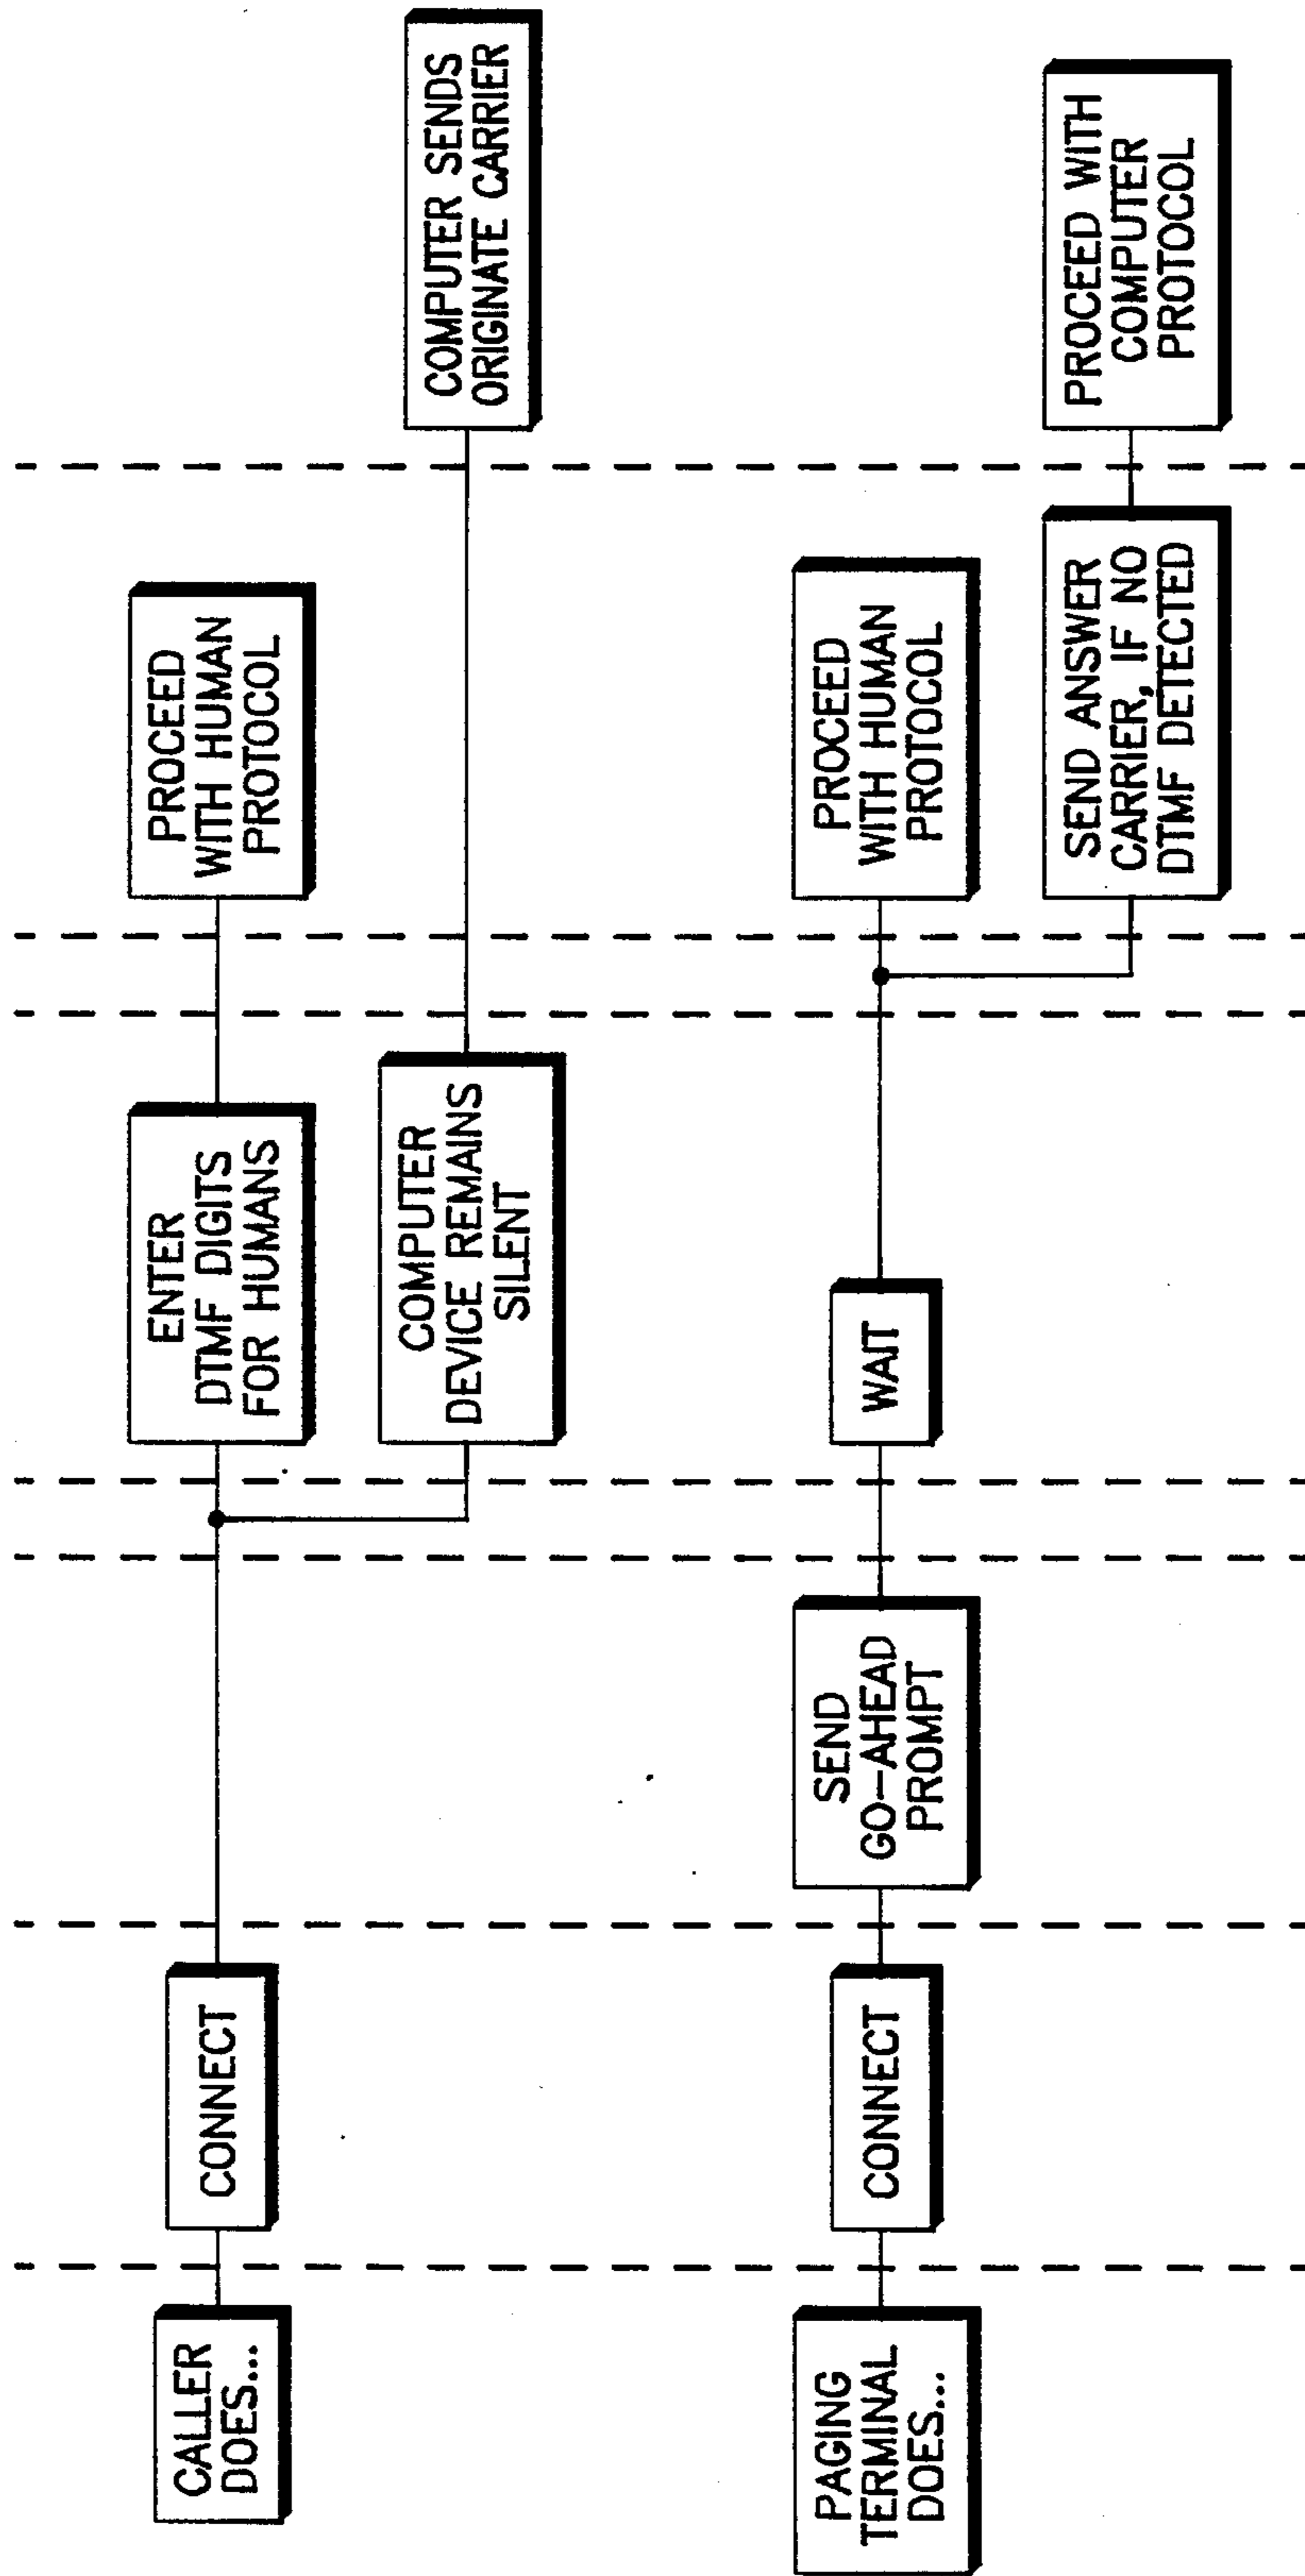 CALLER
DOES...
CONNECT
ENTER
DTMF DIGITS
FOR HUMANS
PROCEED
WITH HUMAN
PROTOCOL
COMPUTER
DEVICE REMAINS
SILENT
COMPUTER SENDS
ORIGINATE CARRIER
PAGING
TERMINAL
DOES...
CONNECT
SEND
GO-AHEAD
PROMPT
WAIT
PROCEED
WITH HUMAN
PROTOCOL
SEND ANSWER
CARRIER, IF NO
DTMF DETECTED
PROCEED WITH
COMPUTER
PROTOCOL